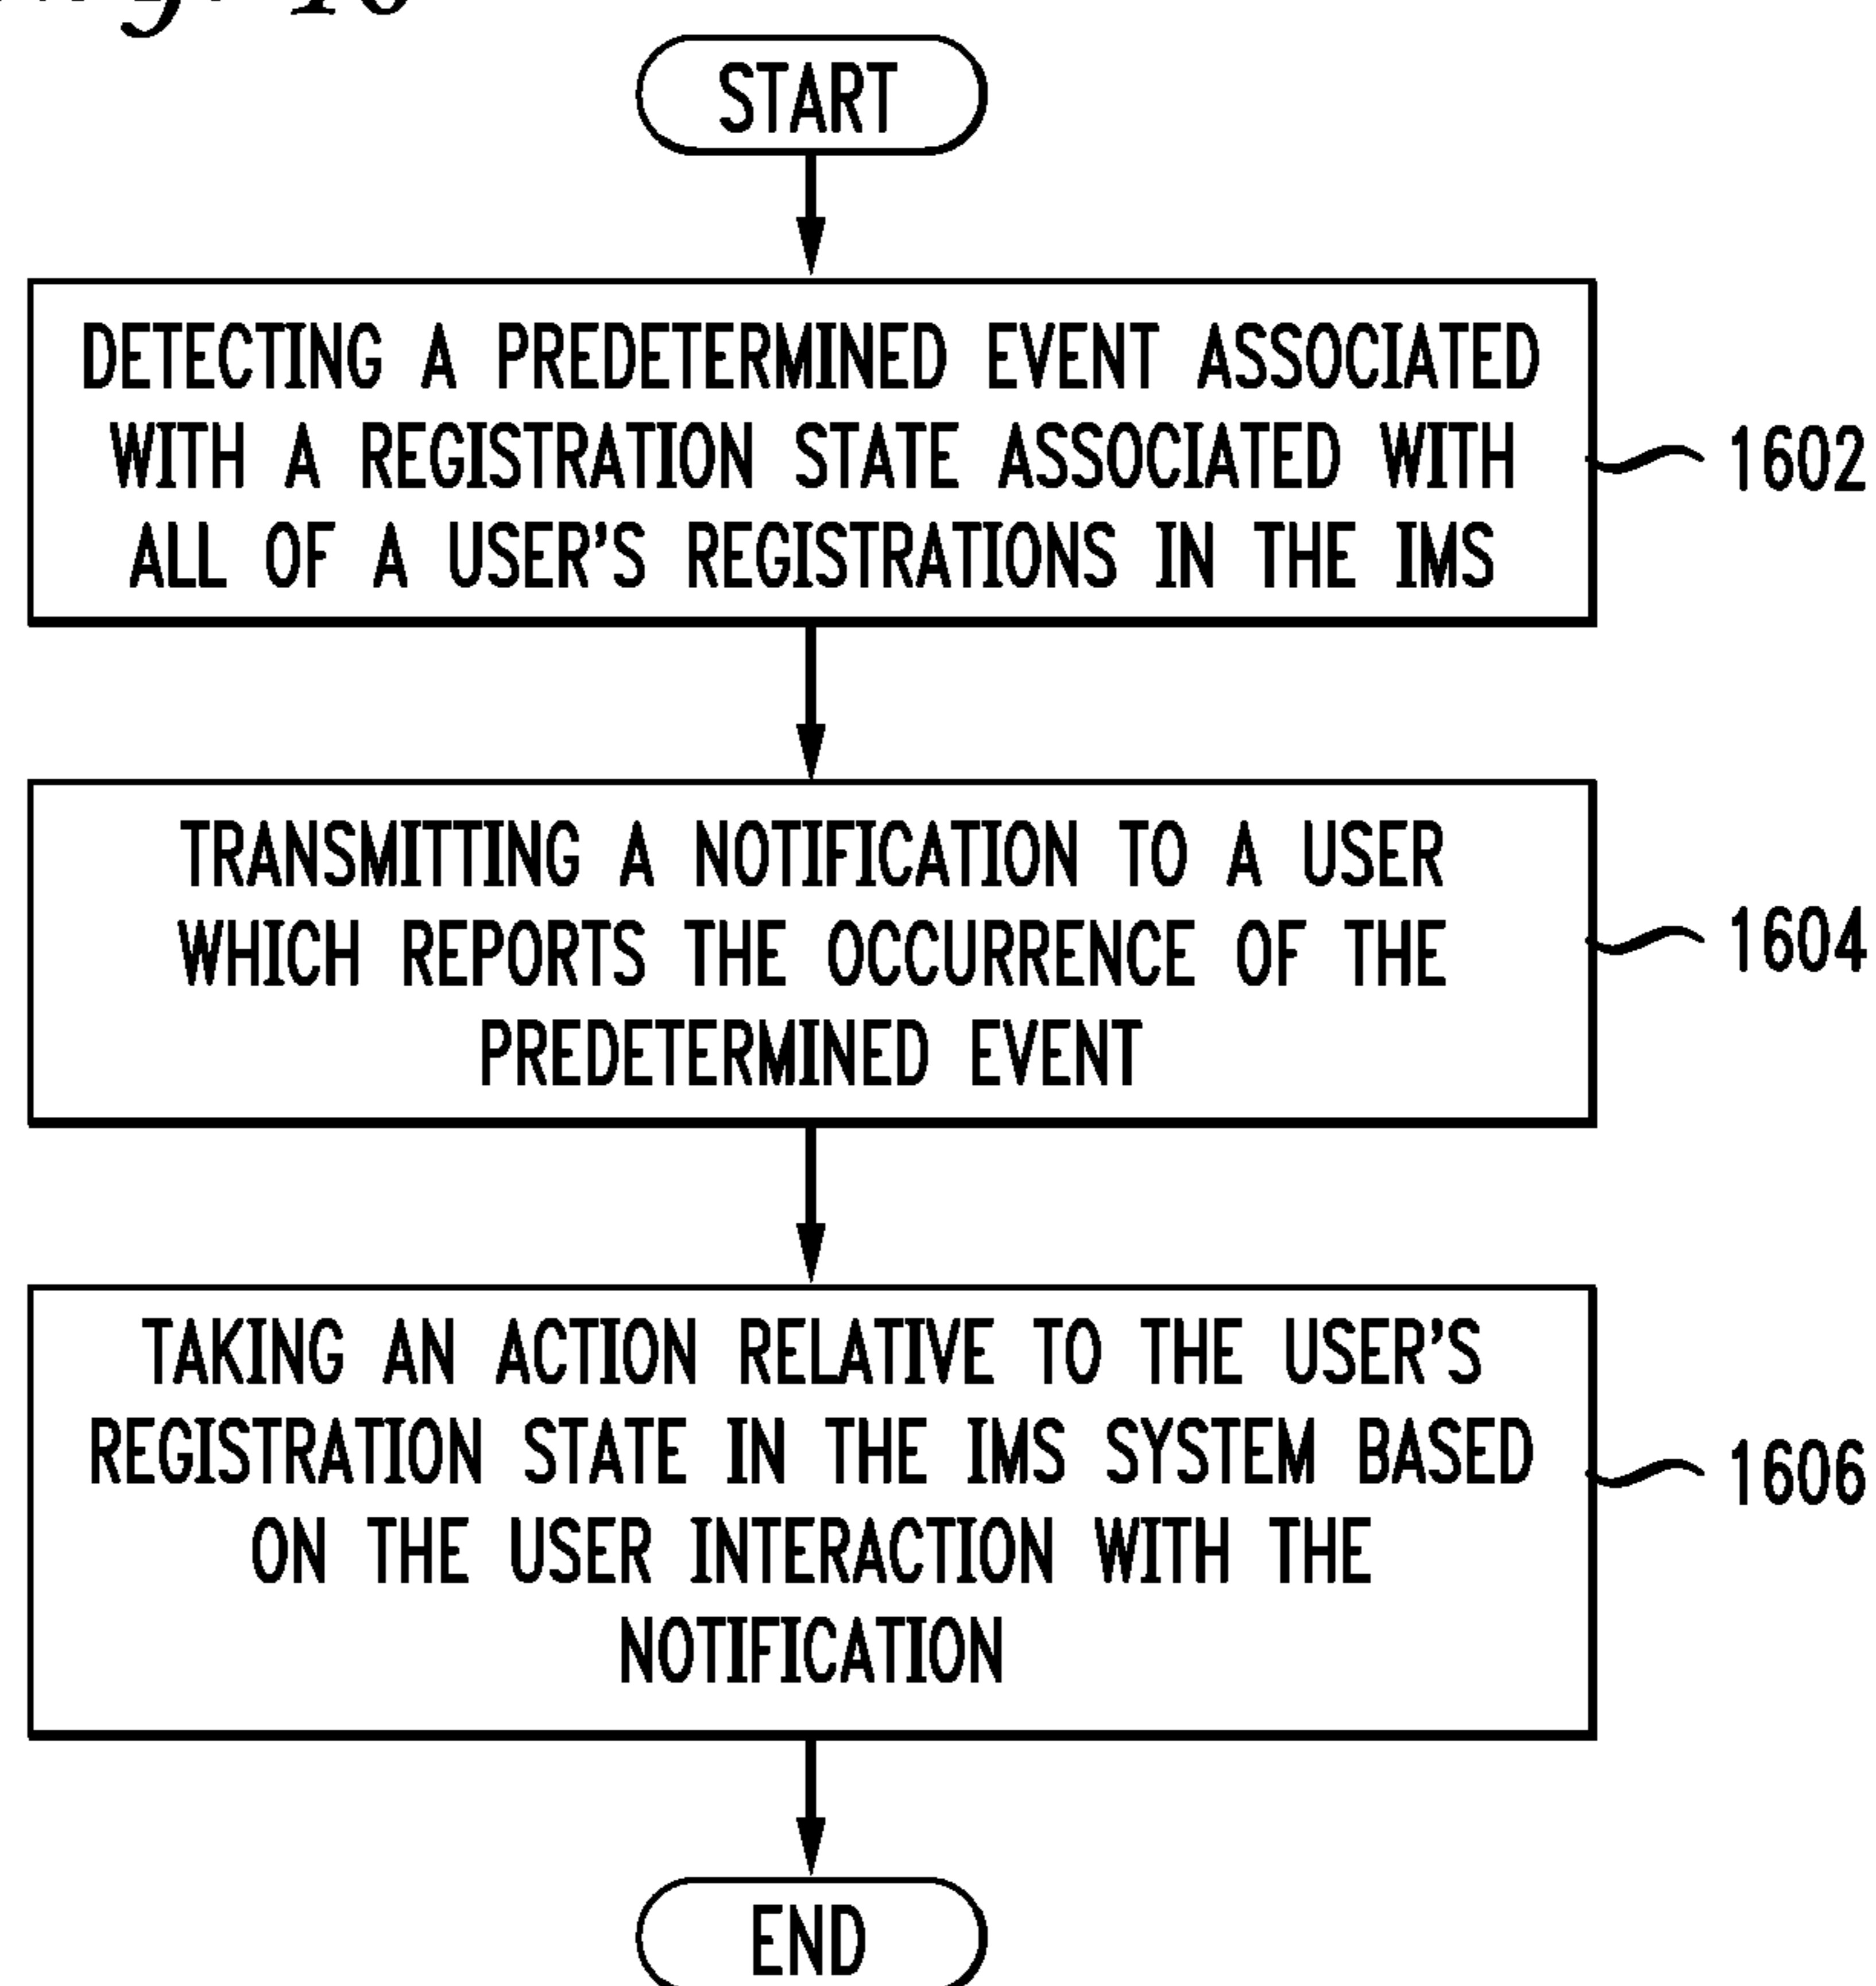 START
DETECTING A PREDETERMINED EVENT ASSOCIATED
WITH A REGISTRATION STATE ASSOCIATED WITH
ALL OF A USER'S REGISTRATIONS IN THE IMS
1602
TRANSMITTING A NOTIFICATION TO A USER
WHICH REPORTS THE OCCURRENCE OF THE
PREDETERMINED EVENT
1604
TAKING AN ACTION RELATIVE TO THE USER'S
REGISTRATION STATE IN THE IMS SYSTEM BASED
ON THE USER INTERACTION WITH THE
NOTIFICATION
1606
END